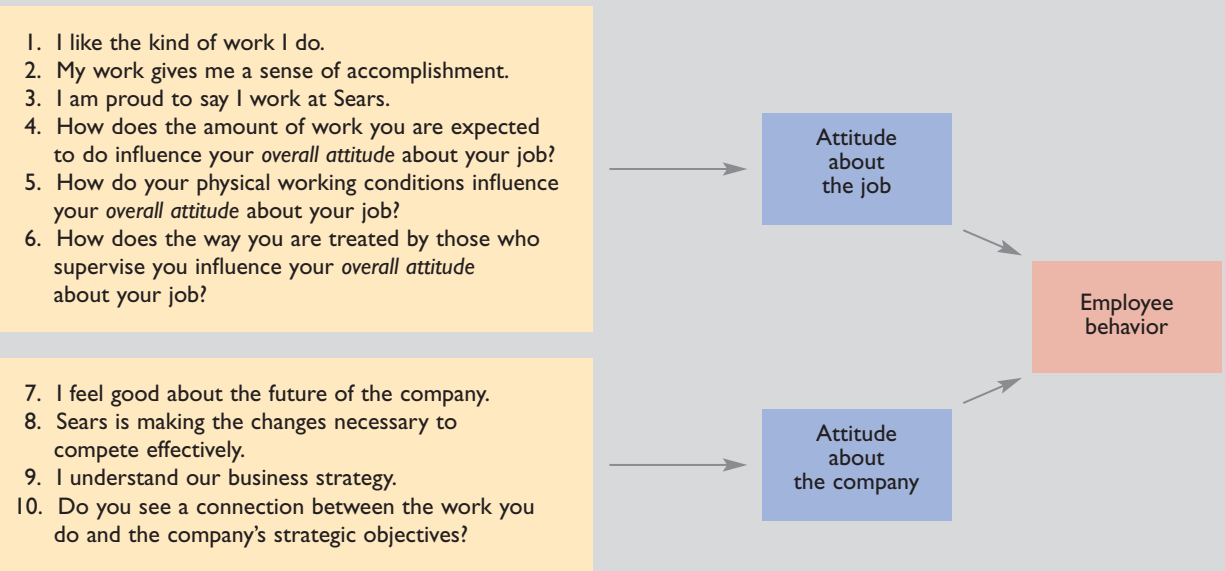 1. I like the kind of work I do.
2. My work gives me a sense of accomplishment.
3. I am proud to say I work at Sears.
4. How does the amount of work you are expected
to do influence your overall attitude about your job?
5. How do your physical working conditions influence
your overall attitude about your job?
6. How does the way you are treated by those who
supervise you influence your overall attitude
about your job?
7. I feel good about the future of the company.
8. Sears is making the changes necessary to
compete effectively.
9. I understand our business strategy.
10. Do you see a connection between the work you
do and the company’s strategic objectives?
Attitude
about
the job
Attitude
about
the company
Employee
behavior